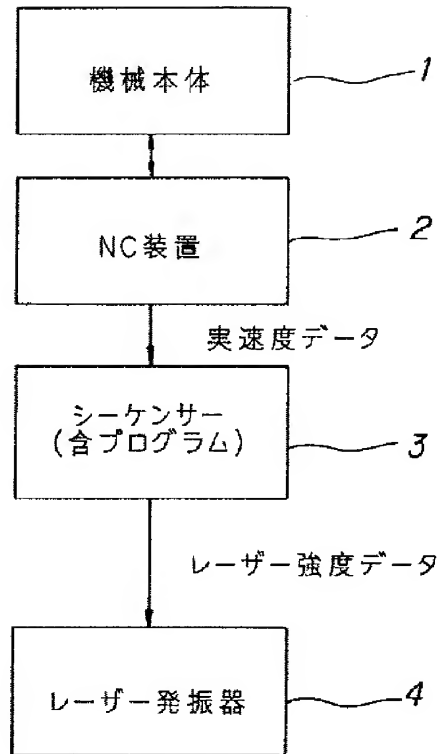 機械本体
1
NC装置
2
実速度データ
シーケンサー
(含プログラム)
3
レーザー強度データ
レーザー発振器
4